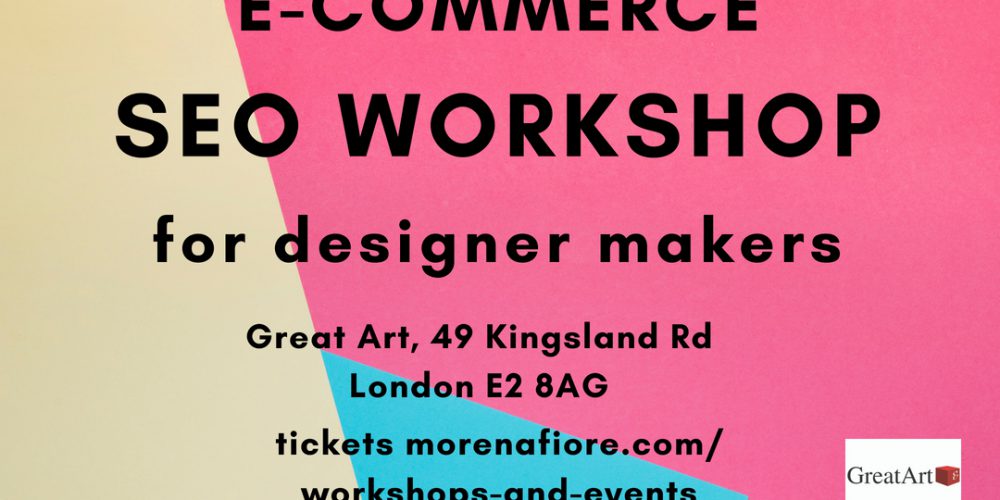 E-COMMERCE
SEO WORKSHOP
for designer makers
Great Art, 49 Kingsland Rd
London E2 8AG
tickets morenafiore.com/
workshops-and-events
GreatArt